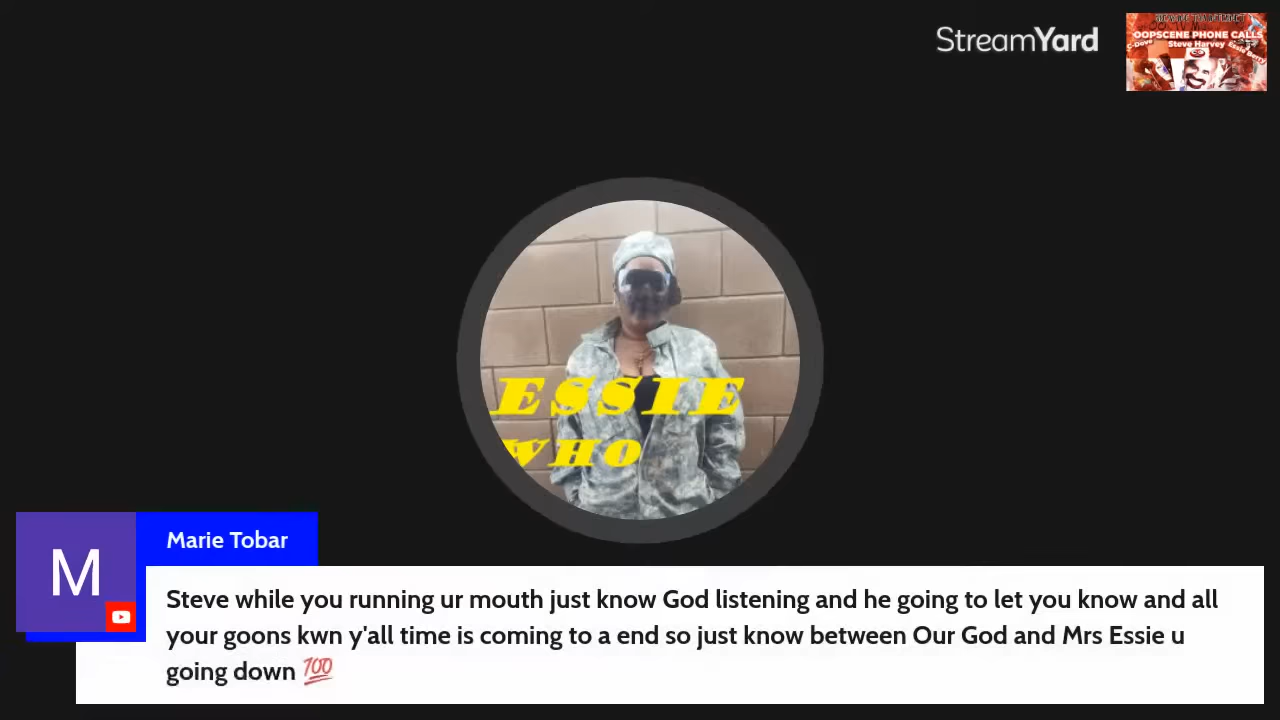 StreamYard
OOPSCENE PHONE CALLS
Steve Harvey
ESSIE
WHO
M
Marie Tobar
Steve while you running ur mouth just know God listening and he going to let you know and all
your goons kwn y'all time is coming to a end so just know between Our God and Mrs Essie u
going down 💯